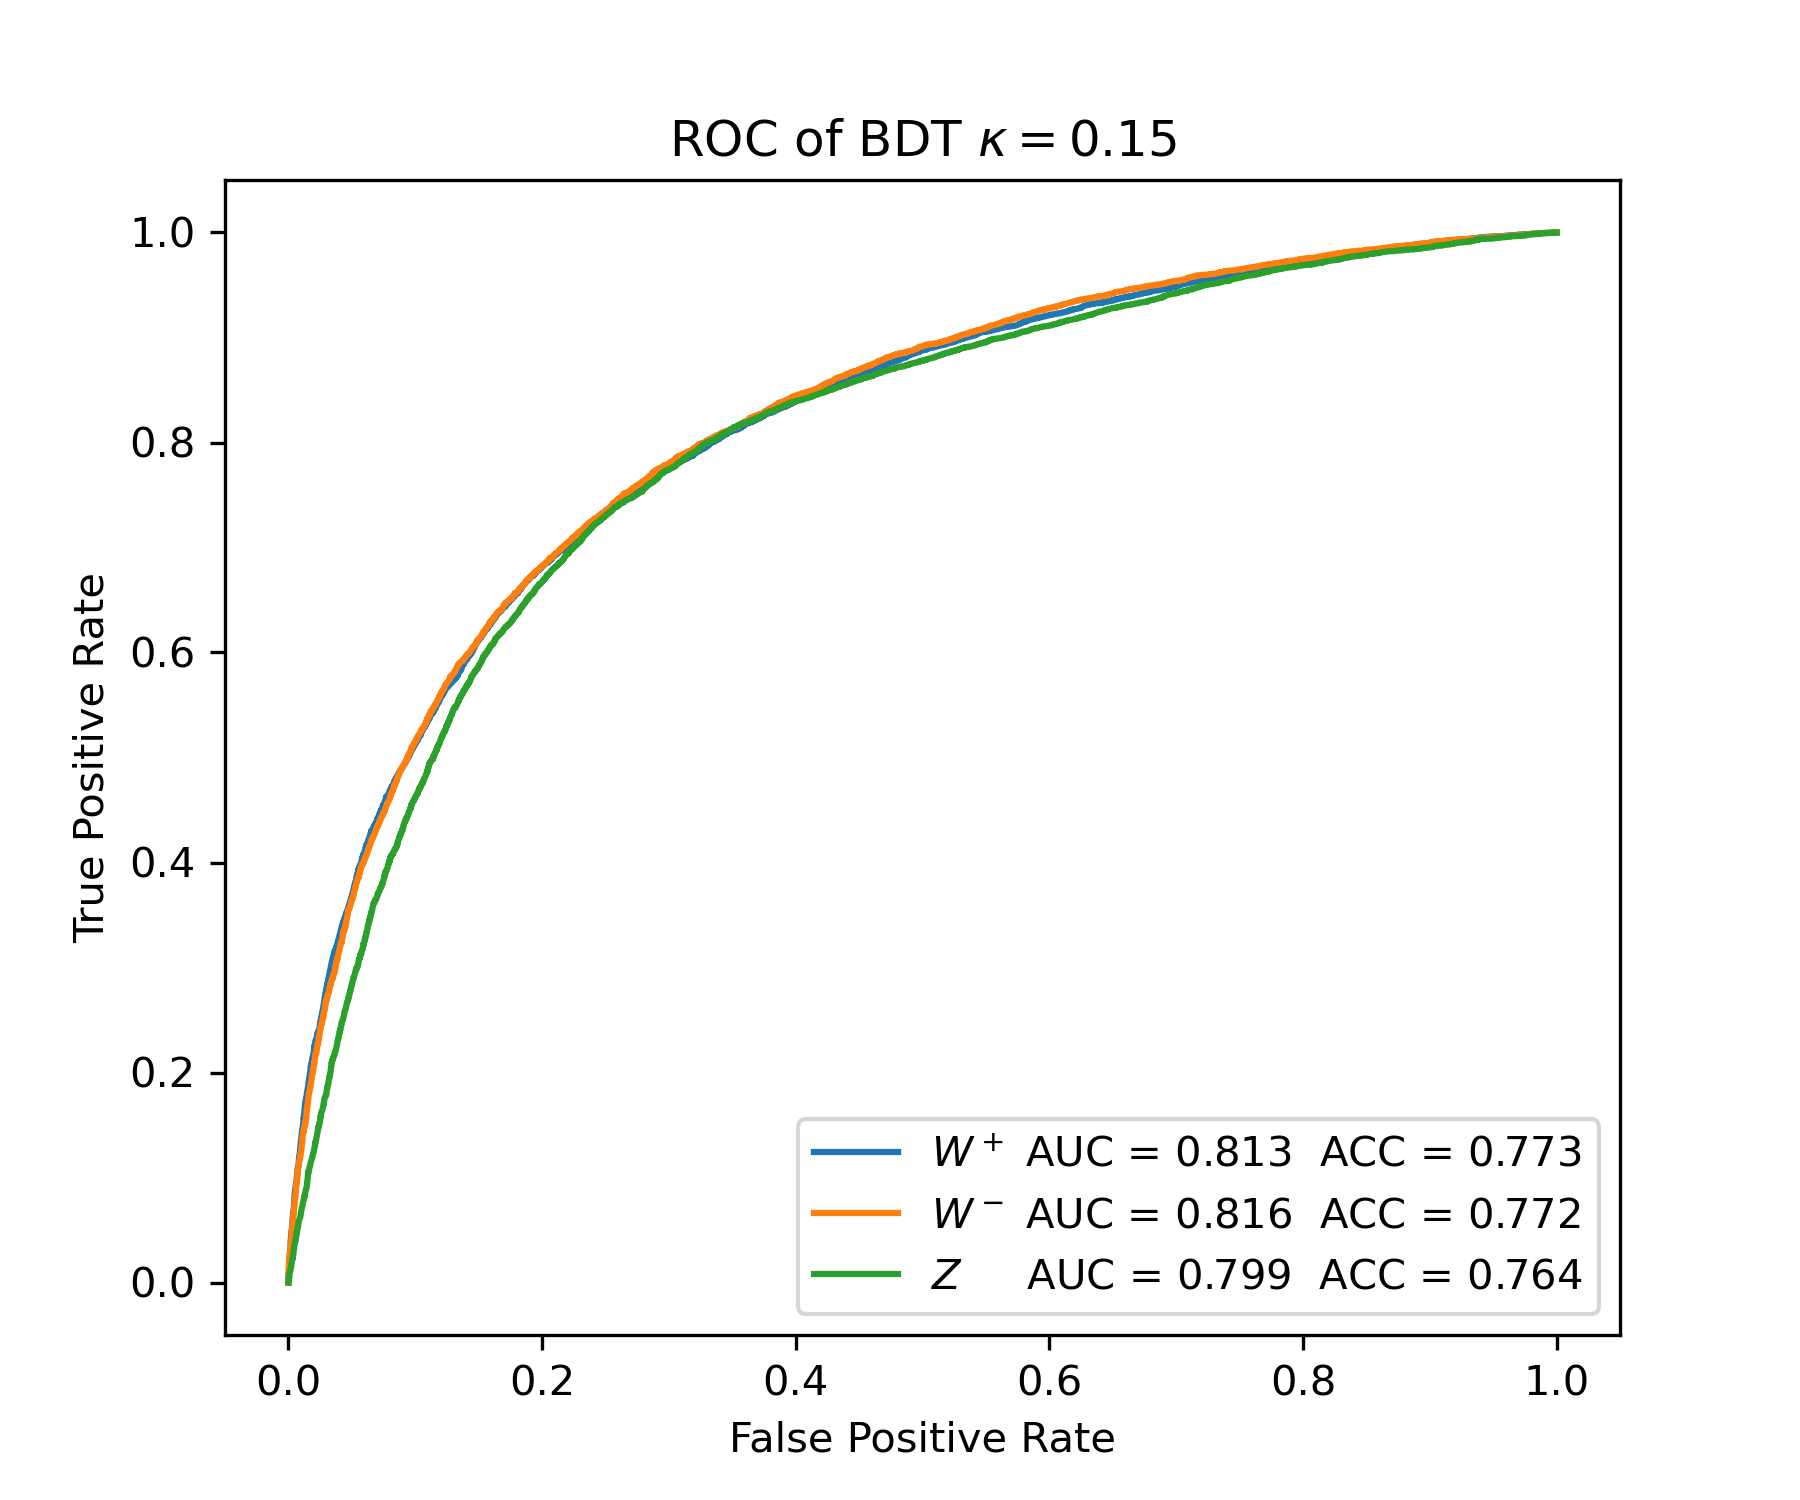 ROC of BDT κ = 0.15
True Positive Rate
1.0
0.8
0.6
0.4
0.2
0.0
W⁺ AUC = 0.813 ACC = 0.773
W⁻ AUC = 0.816 ACC = 0.772
Z AUC = 0.799 ACC = 0.764
0.0 0.2 0.4 0.6 0.8 1.0
False Positive Rate